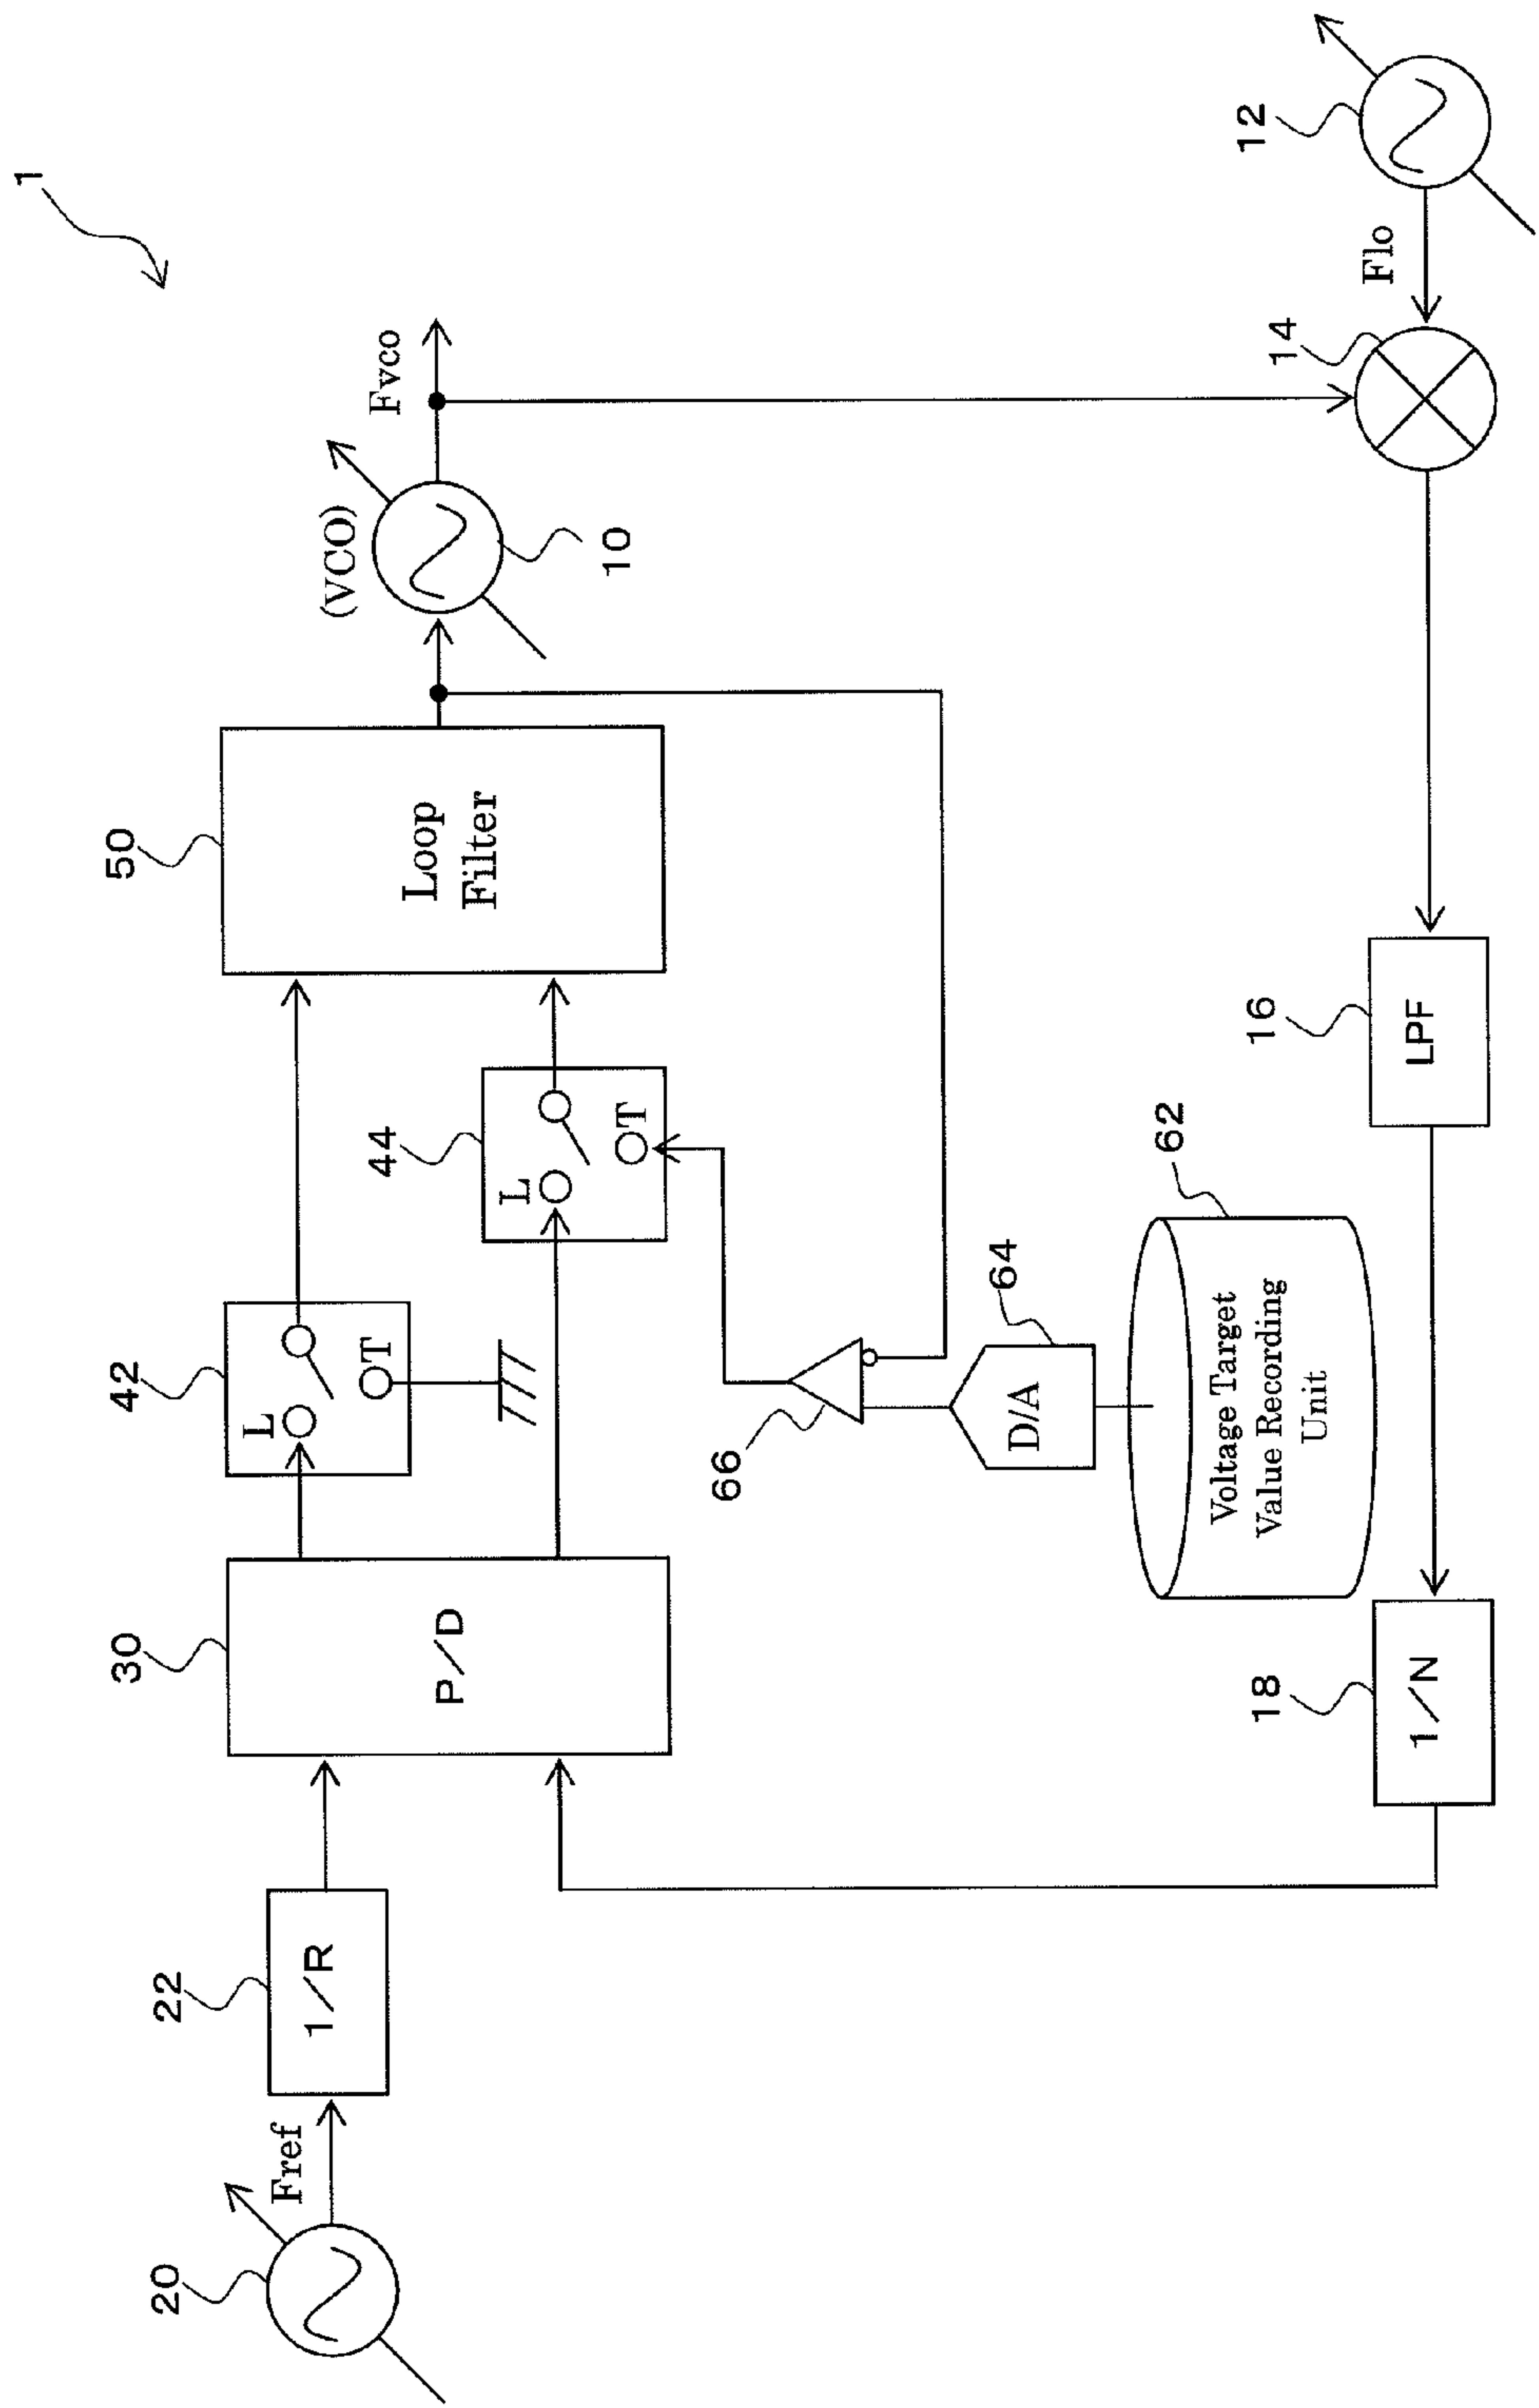 1
20
Fref
22
1/R
30
P/D
42
L
T
44
L
T
50
Loop
Filter
(VCO)
10
Fvco
66
64
D/A
62
Voltage Target
Value Recording
Unit
18
1/N
16
LPF
14
Flo
12